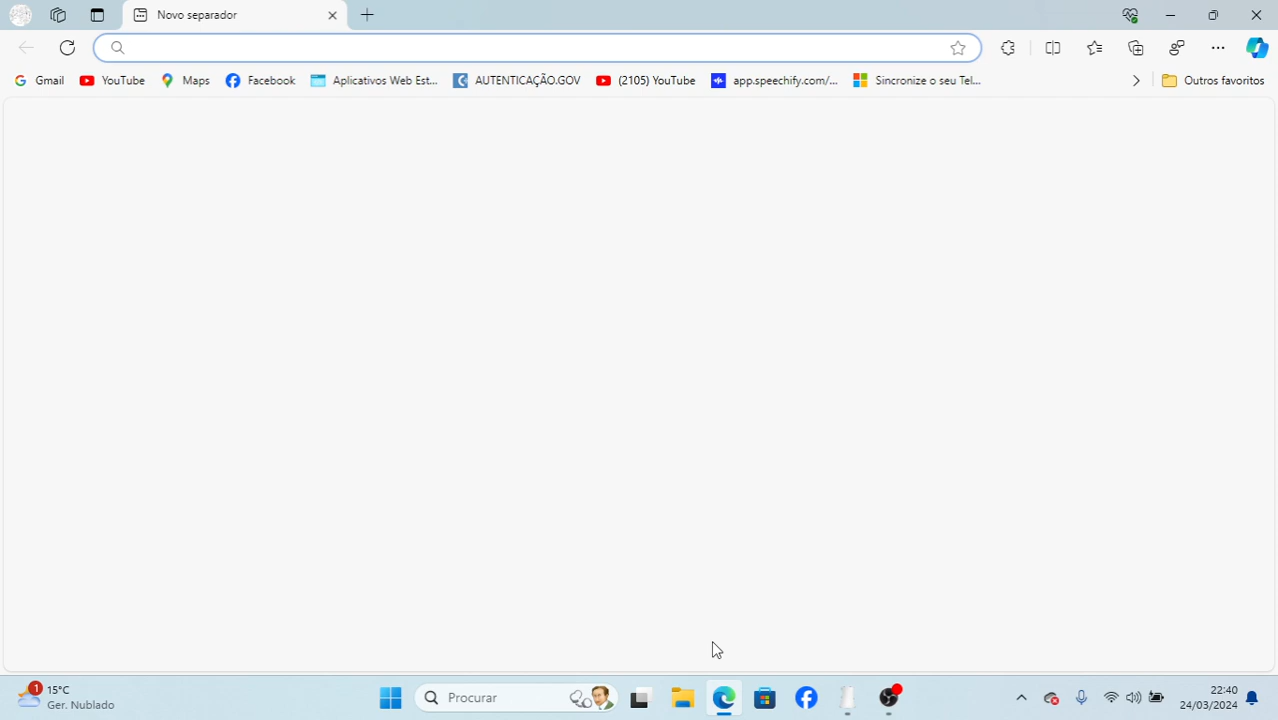 Novo separador
Gmail YouTube Maps Facebook Aplicativos Web Est... AUTENTICAÇÃO.GOV (2105) YouTube app.speechify.com/... Sincronize o seu Tel... Outros favoritos
1 15°C
Ger. Nublado
Procurar
22:40
24/03/2024